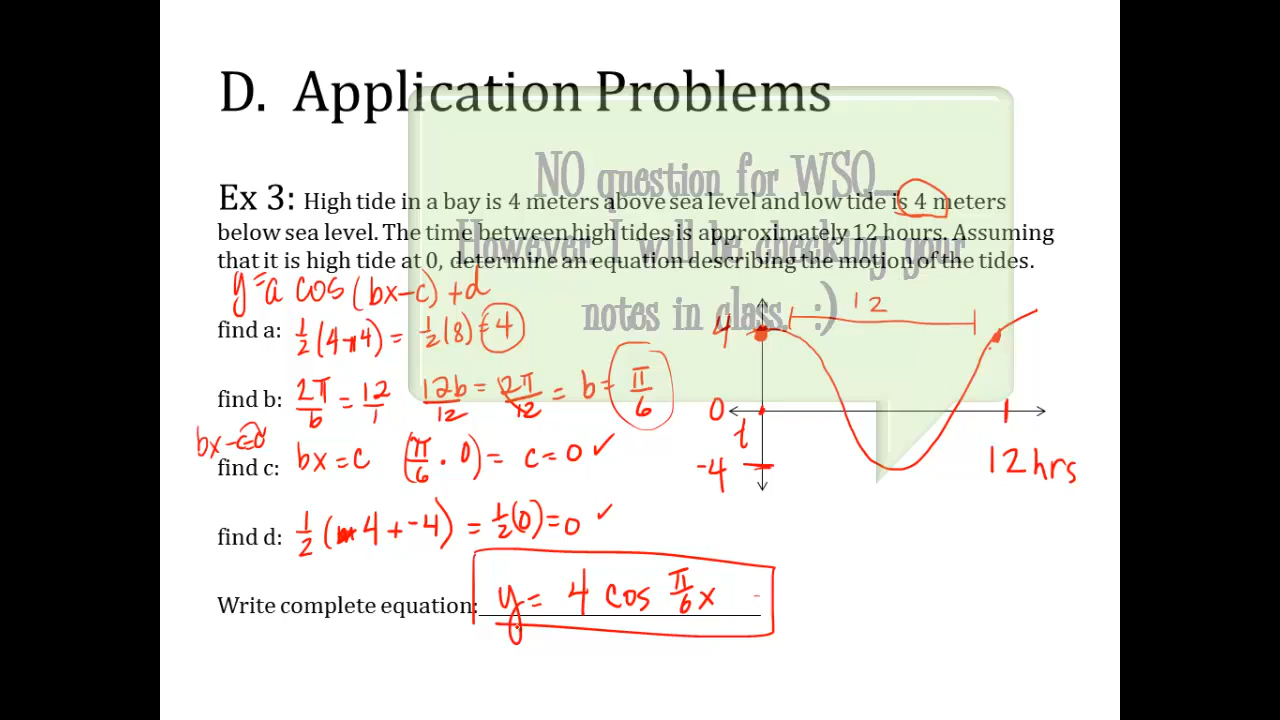 D. Application Problems
NO question for WSQ_
Ex 3: High tide in a bay is 4 meters above sea level and low tide is 4 meters
below sea level. The time between high tides is approximately 12 hours. Assuming
However, I will be checking your
that it is high tide at 0, determine an equation describing the motion of the tides.
notes in class. :)
y=a cos (bx-c) +d
find a: 1/2 (4--4) = 1/2 (8) = 4
find b: 2π/b = 12/1 12b/12 = 2π/12 = b = π/6
bx-c=0
find c: bx = c (π/6 · 0) = c = 0 ✓
find d: 1/2 (4 + -4) = 1/2 (0) = 0 ✓
Write complete equation: y = 4 cos π/6 x
12
4
0
t
-4
12 hrs